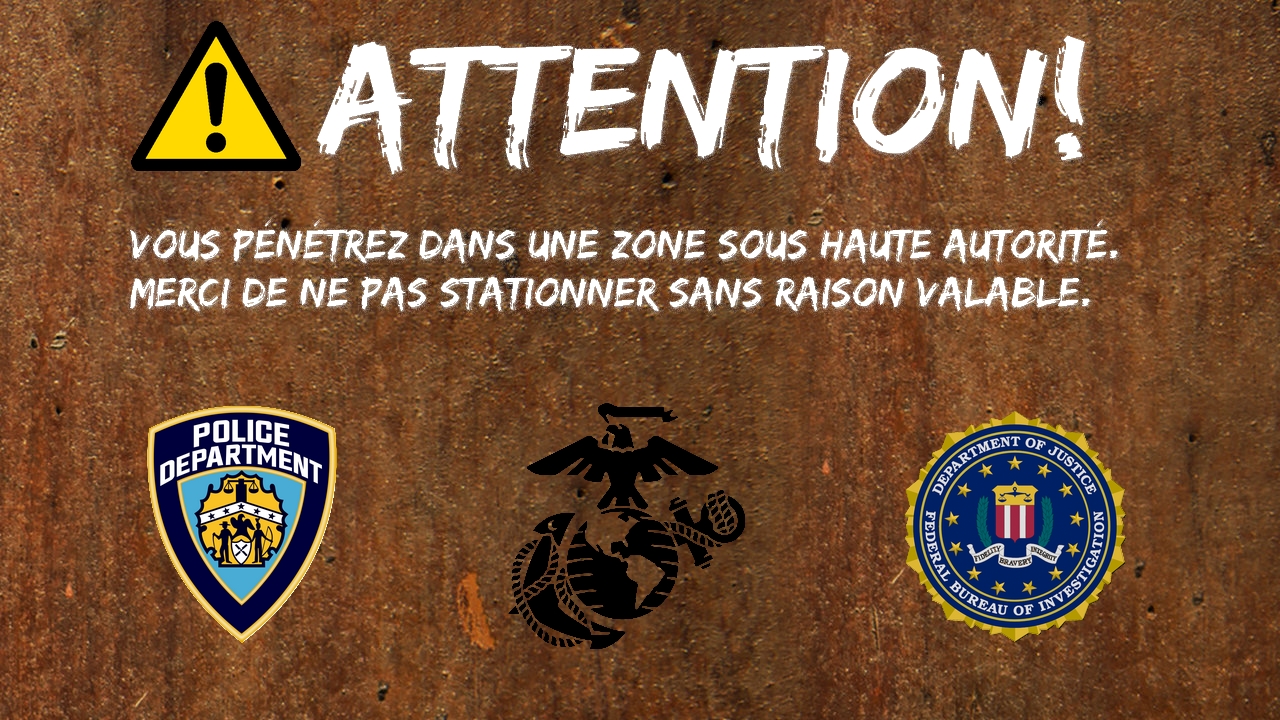 ATTENTION!
VOUS PÉNÉTREZ DANS UNE ZONE SOUS HAUTE AUTORITÉ.
MERCI DE NE PAS STATIONNER SANS RAISON VALABLE.
POLICE
DEPARTMENT
DEPARTMENT OF JUSTICE
FIDELITY BRAVERY INTEGRITY
FEDERAL BUREAU OF INVESTIGATION